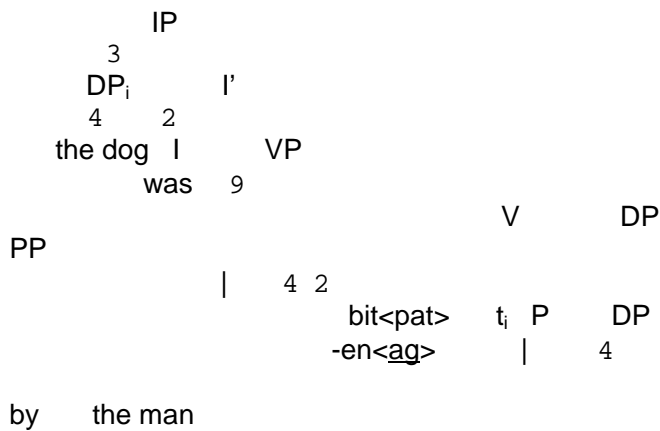 IP
3
DPi I’
4 2
the dog I VP
was 9
V DP
PP
| 4 2
bit<pat> ti P DP
-en<ag> | 4
by the man